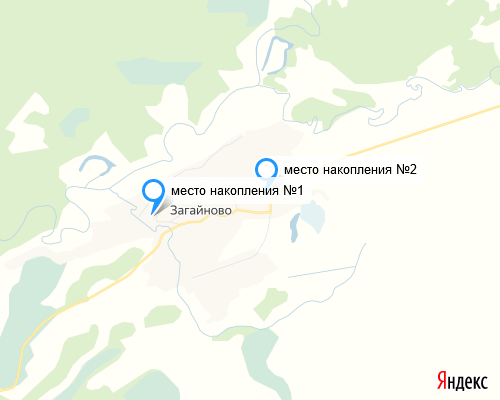 место накопления №2
место накопления №1
Загайново
Яндекс